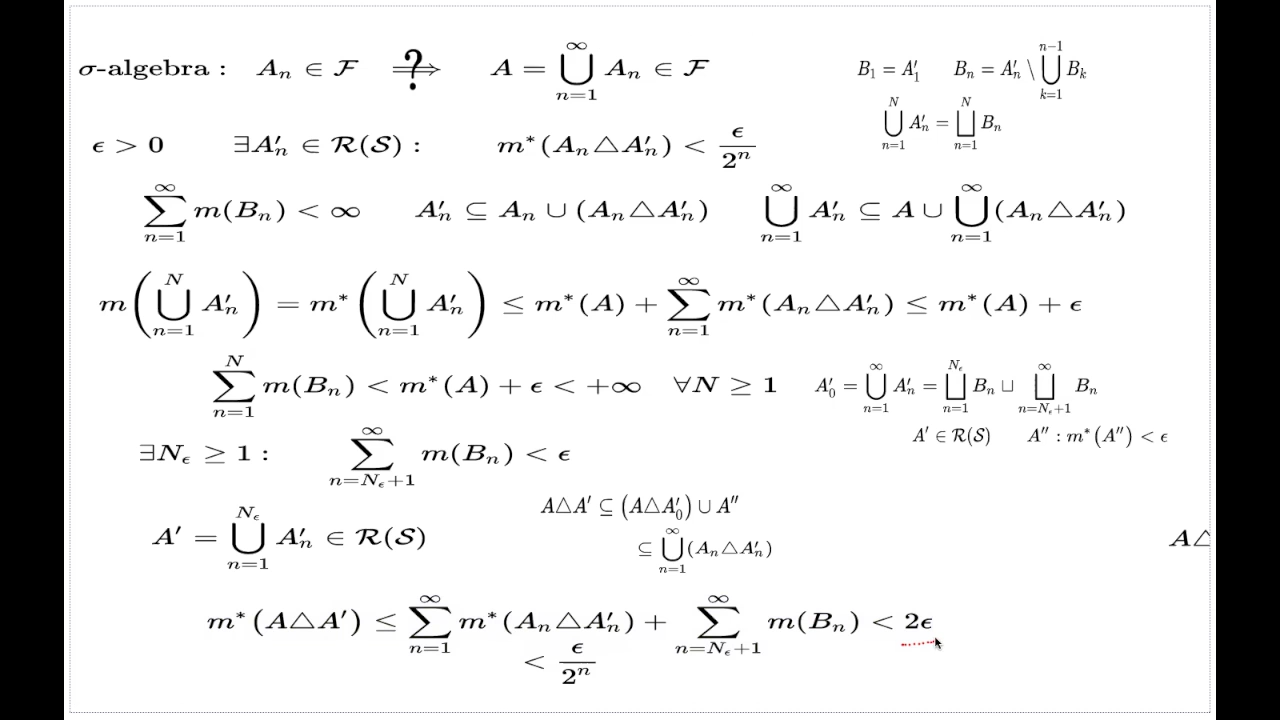 σ-algebra : A_n ∈ ℱ ⟹? A = ⋃_{n=1}^{∞} A_n ∈ ℱ
B_1 = A'_1 B_n = A'_n \ ⋃_{k=1}^{n−1} B_k
⋃_{n=1}^{N} A'_n = ⨆_{n=1}^{N} B_n
ϵ > 0 ∃A'_n ∈ ℛ(𝒮) : m*(A_n △ A'_n) < ϵ/2^n
∑_{n=1}^{∞} m(B_n) < ∞ A'_n ⊆ A_n ∪ (A_n △ A'_n) ⋃_{n=1}^{∞} A'_n ⊆ A ∪ ⋃_{n=1}^{∞} (A_n △ A'_n)
m(⋃_{n=1}^{N} A'_n) = m*(⋃_{n=1}^{N} A'_n) ≤ m*(A) + ∑_{n=1}^{∞} m*(A_n △ A'_n) ≤ m*(A) + ϵ
∑_{n=1}^{N} m(B_n) < m*(A) + ϵ < +∞ ∀N ≥ 1
A'_0 = ⋃_{n=1}^{∞} A'_n = ⨆_{n=1}^{N_ϵ} B_n ⊔ ⨆_{n=N_ϵ+1}^{∞} B_n
A' ∈ ℛ(𝒮) A'' : m*(A'') < ϵ
∃N_ϵ ≥ 1 : ∑_{n=N_ϵ+1}^{∞} m(B_n) < ϵ
A' = ⋃_{n=1}^{N_ϵ} A'_n ∈ ℛ(𝒮)
A△A' ⊆ (A△A'_0) ∪ A''
⊆ ⋃_{n=1}^{∞} (A_n △ A'_n)
A△
m*(A△A') ≤ ∑_{n=1}^{∞} m*(A_n △ A'_n) + ∑_{n=N_ϵ+1}^{∞} m(B_n) < 2ϵ
< ϵ/2^n